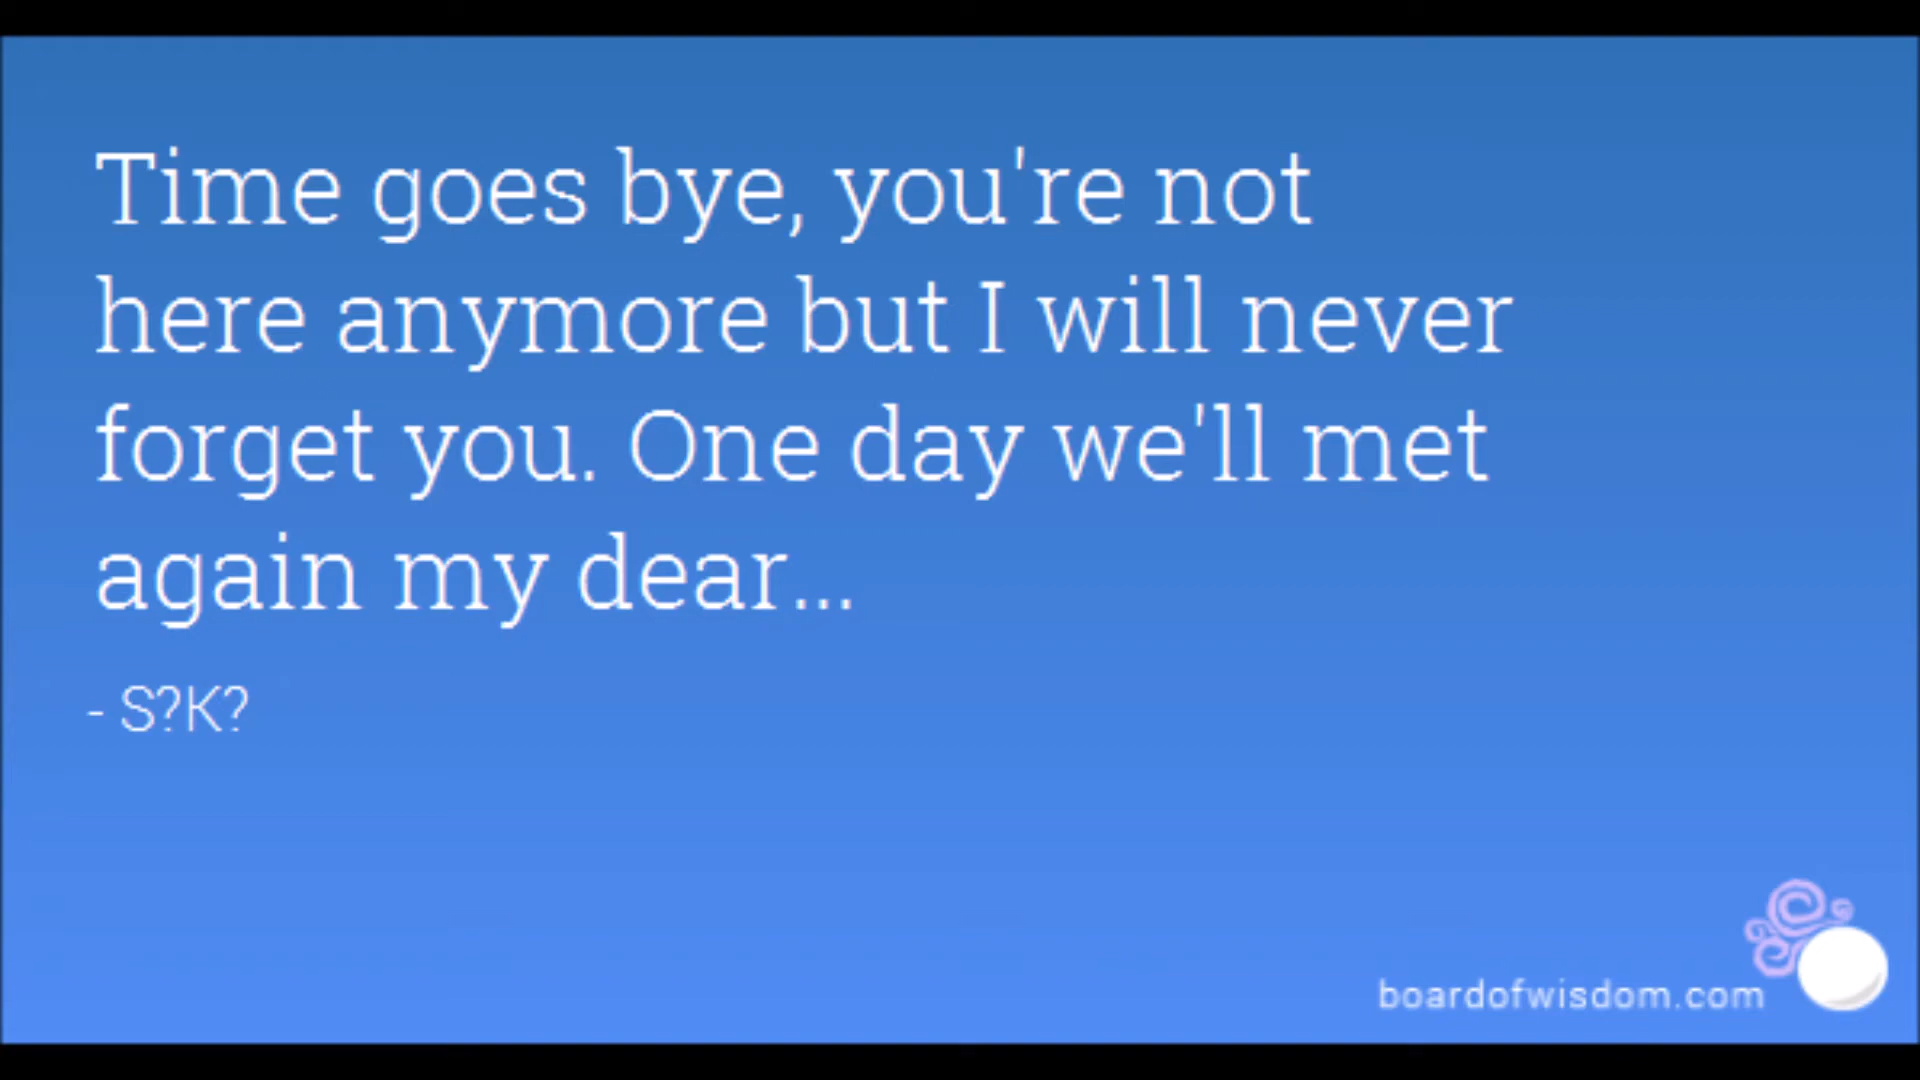 Time goes bye, you're not
here anymore but I will never
forget you. One day we'll met
again my dear...
- S?K?
boardofwisdom.com